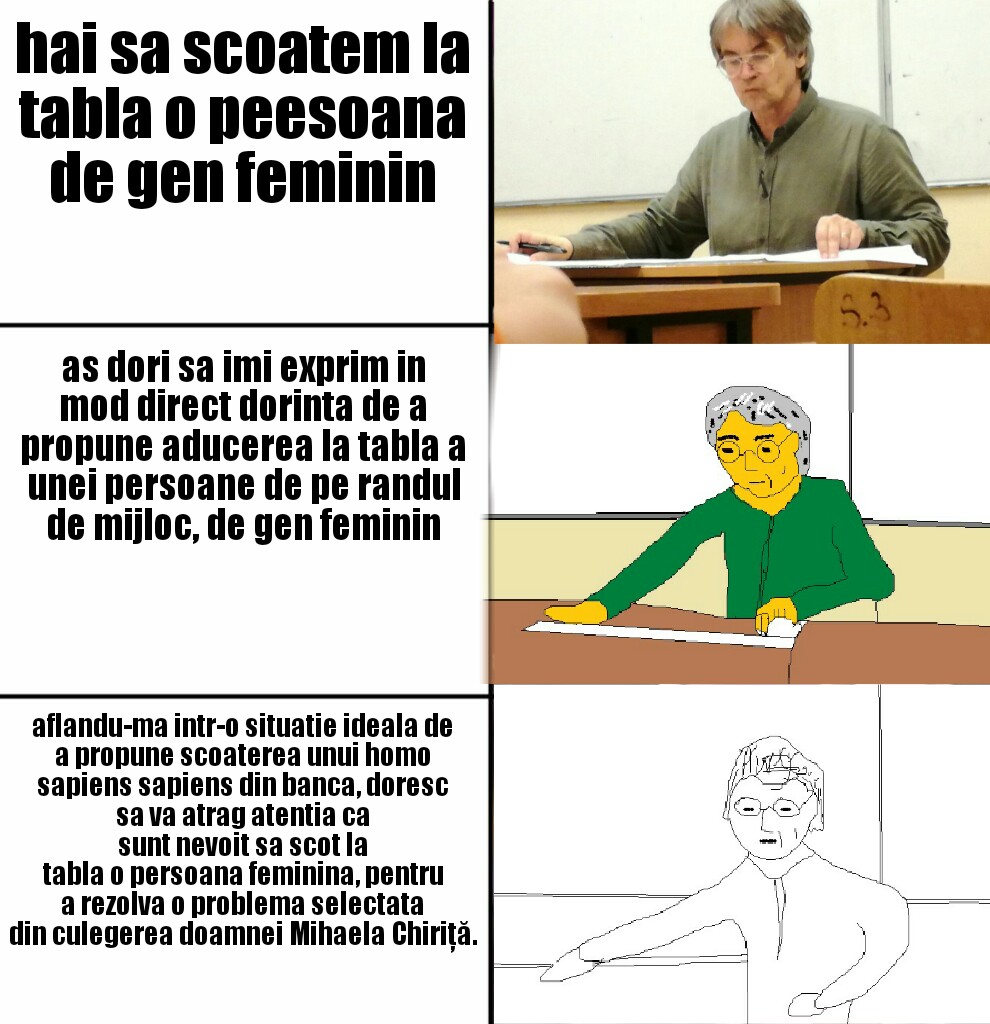 hai sa scoatem la
tabla o peesoana
de gen feminin
S.3
as dori sa imi exprim in
mod direct dorinta de a
propune aducerea la tabla a
unei persoane de pe randul
de mijloc, de gen feminin
aflandu-ma intr-o situatie ideala de
a propune scoaterea unui homo
sapiens sapiens din banca, doresc
sa va atrag atentia ca
sunt nevoit sa scot la
tabla o persoana feminina, pentru
a rezolva o problema selectata
din culegerea doamnei Mihaela Chiriță.